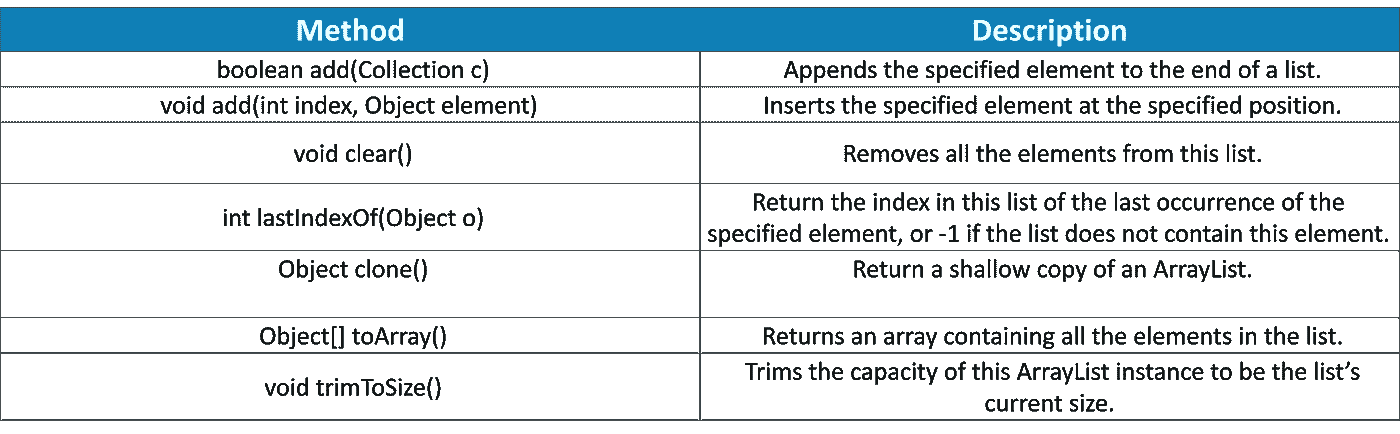 Method Description
boolean add(Collection c) Appends the specified element to the end of a list.
void add(int index, Object element) Inserts the specified element at the specified position.
void clear() Removes all the elements from this list.
int lastIndexOf(Object o) Return the index in this list of the last occurrence of the
specified element, or -1 if the list does not contain this element.
Object clone() Return a shallow copy of an ArrayList.
Object[] toArray() Returns an array containing all the elements in the list.
void trimToSize() Trims the capacity of this ArrayList instance to be the list’s
current size.